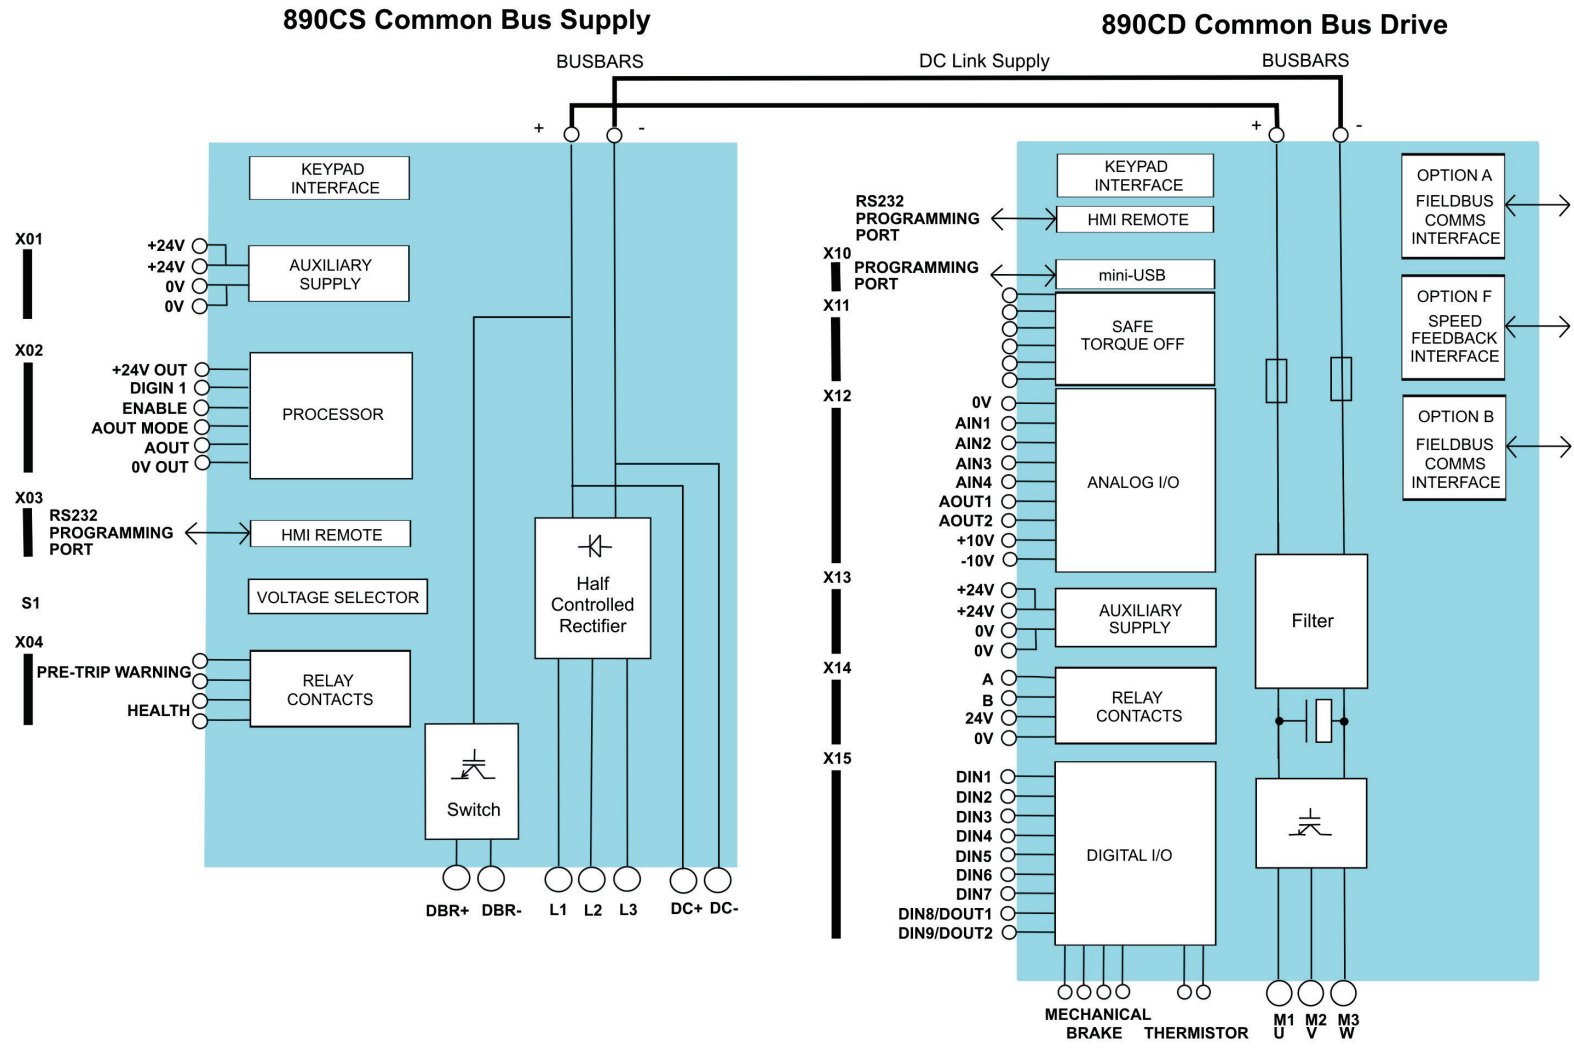 890CS Common Bus Supply
BUSBARS
+
-
KEYPAD
INTERFACE
X01
+24V
+24V
0V
0V
AUXILIARY
SUPPLY
X02
+24V OUT
DIGIN 1
ENABLE
AOUT MODE
AOUT
0V OUT
PROCESSOR
X03
RS232
PROGRAMMING
PORT
HMI REMOTE
S1
VOLTAGE SELECTOR
X04
PRE-TRIP WARNING
HEALTH
RELAY
CONTACTS
Half
Controlled
Rectifier
Switch
DBR+
DBR-
L1
L2
L3
DC+
DC-
DC Link Supply
890CD Common Bus Drive
BUSBARS
+
-
KEYPAD
INTERFACE
RS232
PROGRAMMING
PORT
HMI REMOTE
X10
PROGRAMMING
PORT
mini-USB
X11
SAFE
TORQUE OFF
X12
0V
AIN1
AIN2
AIN3
AIN4
AOUT1
AOUT2
+10V
-10V
ANALOG I/O
X13
+24V
+24V
0V
0V
AUXILIARY
SUPPLY
X14
A
B
24V
0V
RELAY
CONTACTS
X15
DIN1
DIN2
DIN3
DIN4
DIN5
DIN6
DIN7
DIN8/DOUT1
DIN9/DOUT2
DIGITAL I/O
MECHANICAL
BRAKE
THERMISTOR
OPTION A
FIELDBUS
COMMS
INTERFACE
OPTION F
SPEED
FEEDBACK
INTERFACE
OPTION B
FIELDBUS
COMMS
INTERFACE
Filter
M1 M2 M3
U V W